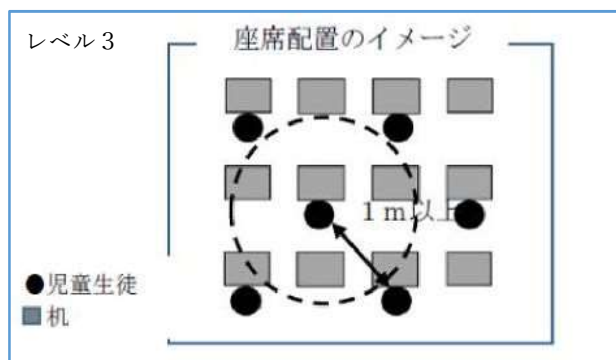 レベル3
座席配置のイメージ
1m以上
●児童生徒
■机